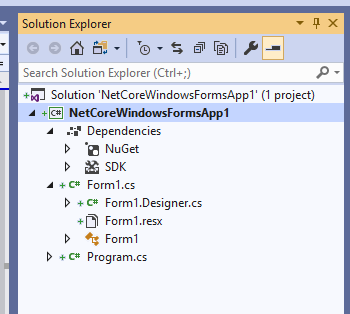 Solution Explorer
Search Solution Explorer (Ctrl+;)
Solution 'NetCoreWindowsFormsApp1' (1 project)
C# NetCoreWindowsFormsApp1
Dependencies
NuGet
SDK
C# Form1.cs
C# Form1.Designer.cs
Form1.resx
Form1
C# Program.cs